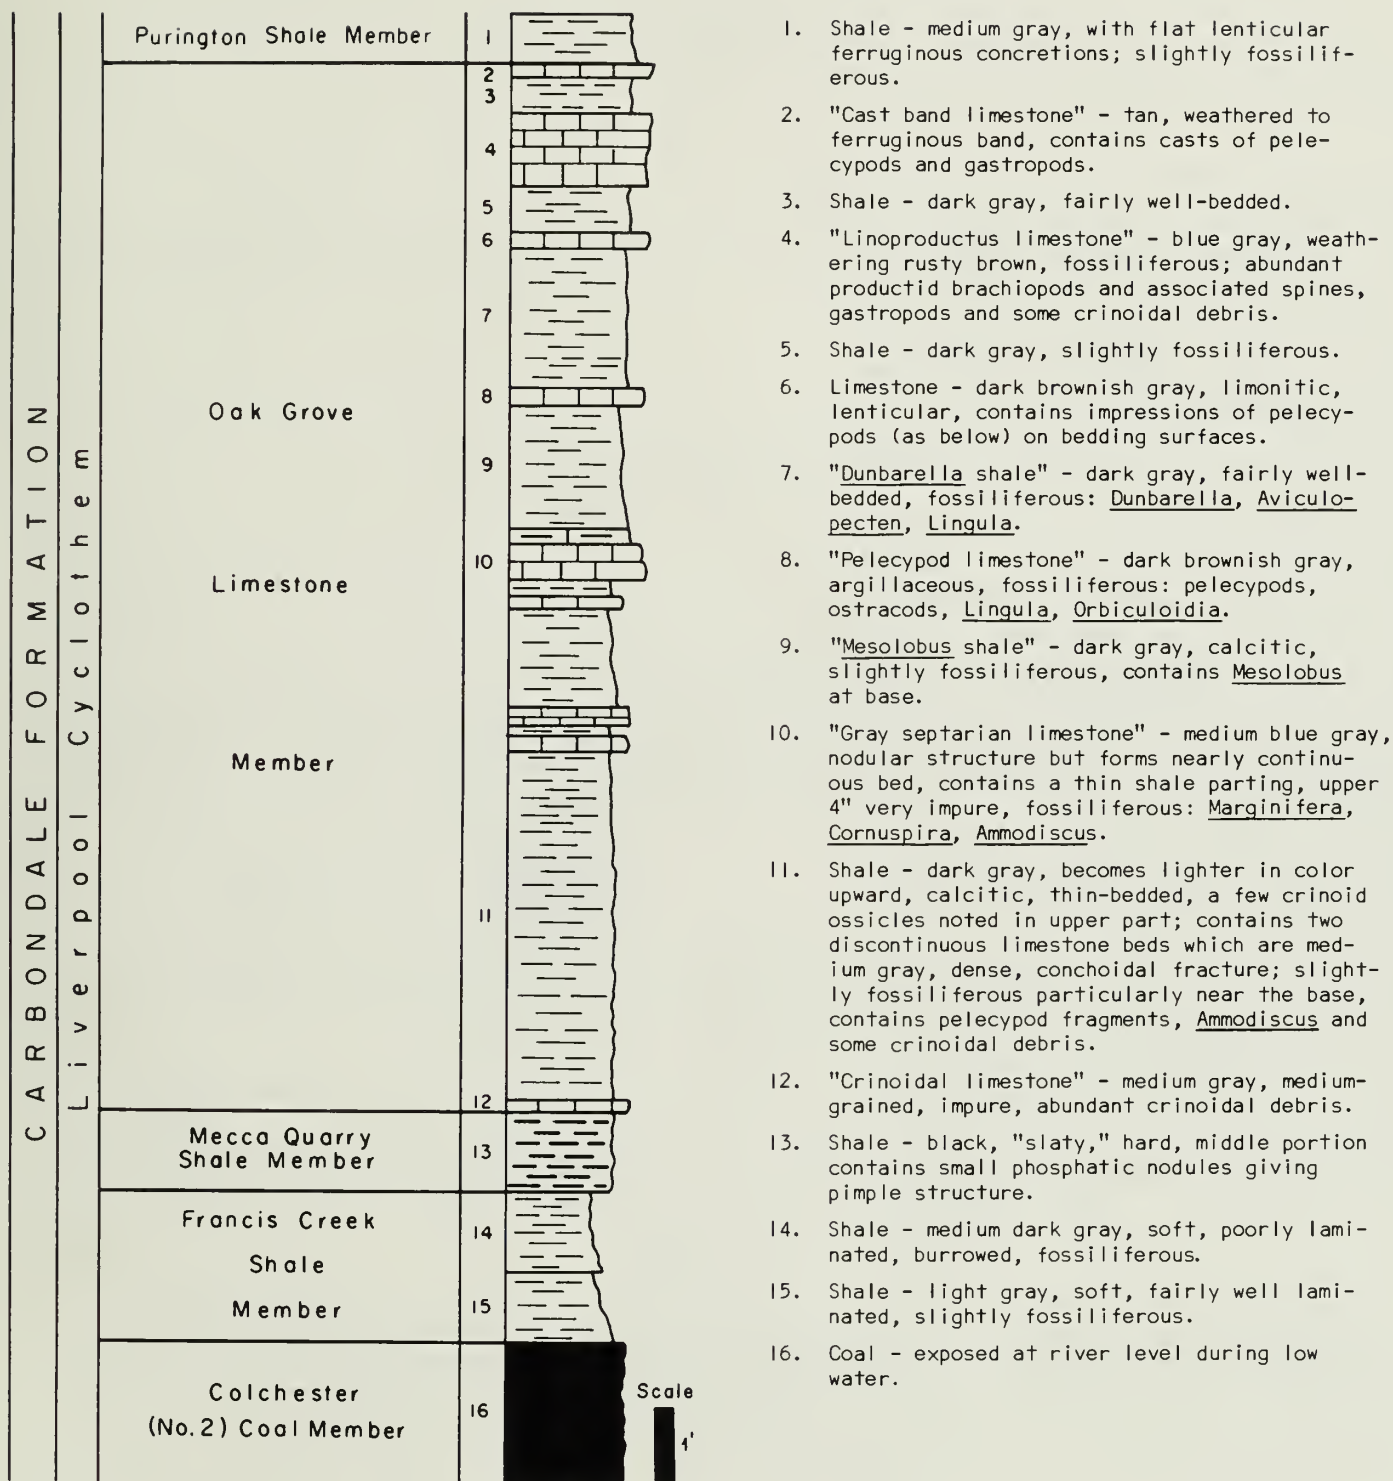 CARBONDALE FORMATION
Liverpool Cyclothem
Purington Shale Member
Oak Grove
Limestone
Member
Mecca Quarry
Shale Member
Francis Creek
Shale
Member
Colchester
(No.2) Coal Member
1
2
3
4
5
6
7
8
9
10
11
12
13
14
15
16
Scale
1'
1. Shale - medium gray, with flat lenticular
ferruginous concretions; slightly fossilif-
erous.
2. "Cast band limestone" - tan, weathered to
ferruginous band, contains casts of pele-
cypods and gastropods.
3. Shale - dark gray, fairly well-bedded.
4. "Linoproductus limestone" - blue gray, weath-
ering rusty brown, fossiliferous; abundant
productid brachiopods and associated spines,
gastropods and some crinoidal debris.
5. Shale - dark gray, slightly fossiliferous.
6. Limestone - dark brownish gray, limonitic,
lenticular, contains impressions of pelecy-
pods (as below) on bedding surfaces.
7. "Dunbarella shale" - dark gray, fairly well-
bedded, fossiliferous: Dunbarella, Aviculo-
pecten, Lingula.
8. "Pelecypod limestone" - dark brownish gray,
argillaceous, fossiliferous: pelecypods,
ostracods, Lingula, Orbiculoidia.
9. "Mesolobus shale" - dark gray, calcitic,
slightly fossiliferous, contains Mesolobus
at base.
10. "Gray septarian limestone" - medium blue gray,
nodular structure but forms nearly continu-
ous bed, contains a thin shale parting, upper
4" very impure, fossiliferous: Marginifera,
Cornuspira, Ammodiscus.
11. Shale - dark gray, becomes lighter in color
upward, calcitic, thin-bedded, a few crinoid
ossicles noted in upper part; contains two
discontinuous limestone beds which are med-
ium gray, dense, conchoidal fracture; slight-
ly fossiliferous particularly near the base,
contains pelecypod fragments, Ammodiscus and
some crinoidal debris.
12. "Crinoidal limestone" - medium gray, medium-
grained, impure, abundant crinoidal debris.
13. Shale - black, "slaty," hard, middle portion
contains small phosphatic nodules giving
pimple structure.
14. Shale - medium dark gray, soft, poorly lami-
nated, burrowed, fossiliferous.
15. Shale - light gray, soft, fairly well lami-
nated, slightly fossiliferous.
16. Coal - exposed at river level during low
water.